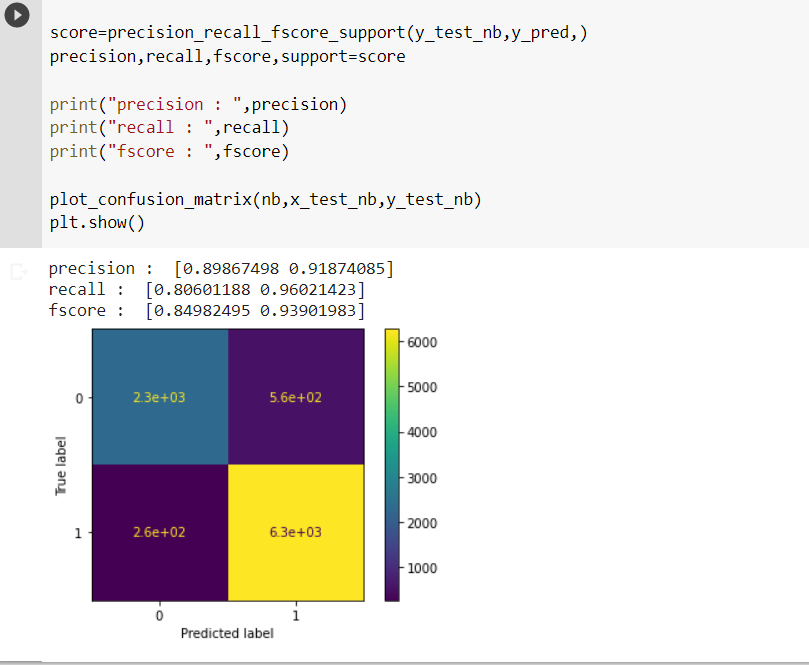 score=precision_recall_fscore_support(y_test_nb,y_pred,)
precision,recall,fscore,support=score
print("precision : ",precision)
print("recall : ",recall)
print("fscore : ",fscore)
plot_confusion_matrix(nb,x_test_nb,y_test_nb)
plt.show()
precision :  [0.89867498 0.91874085]
recall :  [0.80601188 0.96021423]
fscore :  [0.84982495 0.93901983]
6000
5000
4000
3000
2000
1000
0
2.3e+03
5.6e+02
True label
1
2.6e+02
6.3e+03
0
1
Predicted label